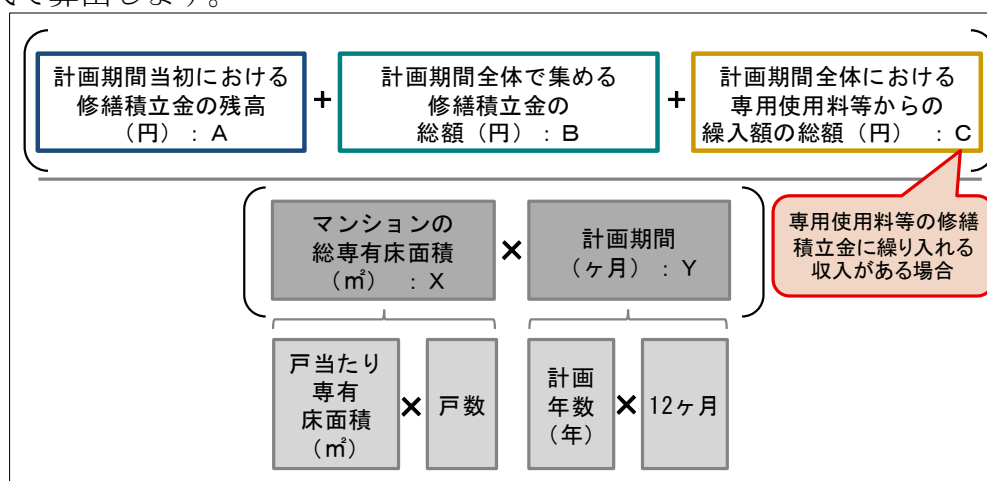 で算出します。
計画期間当初における
修繕積立金の残高
（円）：A
＋
計画期間全体で集める
修繕積立金の
総額（円）：B
＋
計画期間全体における
専用使用料等からの
繰入額の総額（円）：C
マンションの
総専有床面積
（㎡）：X
×
計画期間
（ヶ月）：Y
専用使用料等の修繕
積立金に繰り入れる
収入がある場合
戸当たり
専有
床面積
（㎡）
×
戸数
計画
年数
（年）
×
12ヶ月